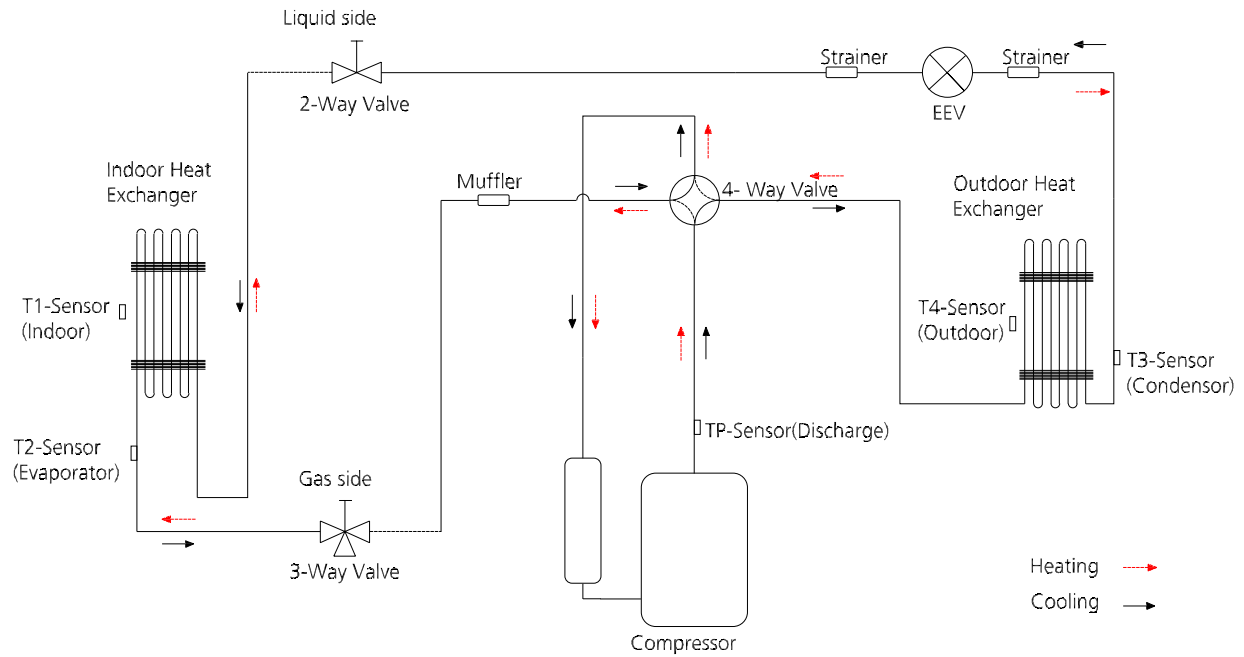 Liquid side
2-Way Valve
Strainer
EEV
Strainer
Indoor Heat
Exchanger
Muffler
4- Way Valve
Outdoor Heat
Exchanger
T1-Sensor
(Indoor)
T4-Sensor
(Outdoor)
T3-Sensor
(Condensor)
T2-Sensor
(Evaporator)
TP-Sensor(Discharge)
Gas side
3-Way Valve
Compressor
Heating
Cooling